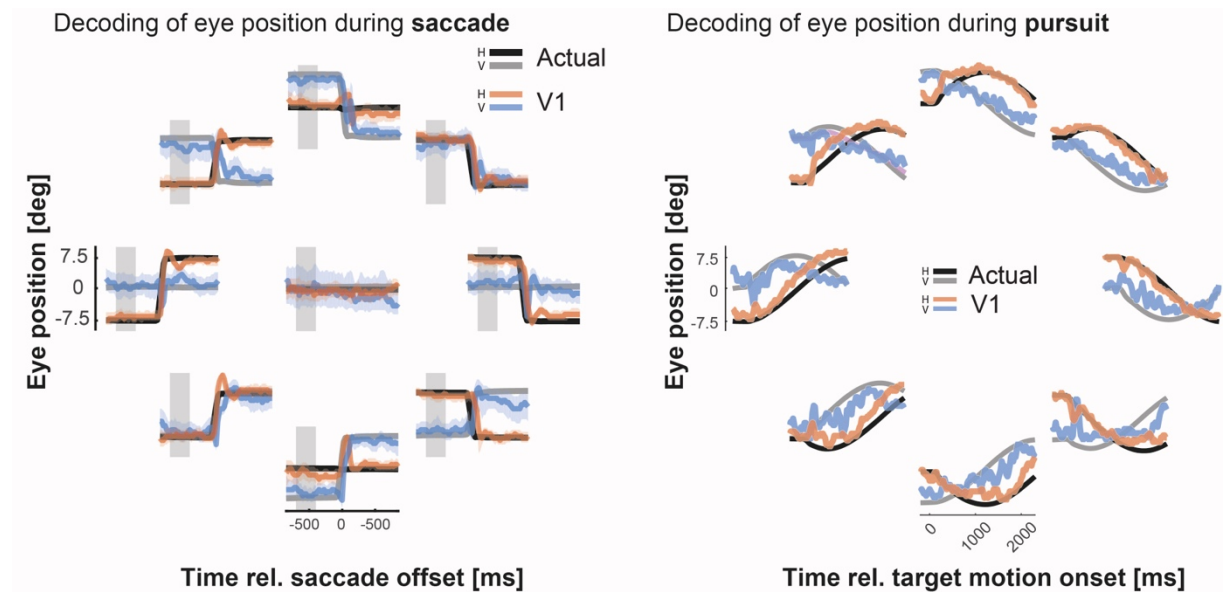 Decoding of eye position during saccade
H
V
Actual
H
V
V1
Eye position [deg]
7.5
0
-7.5
-500 0 -500
Time rel. saccade offset [ms]
Decoding of eye position during pursuit
Eye position [deg]
7.5
0
-7.5
H
V
Actual
H
V
V1
0 1000 2000
Time rel. target motion onset [ms]